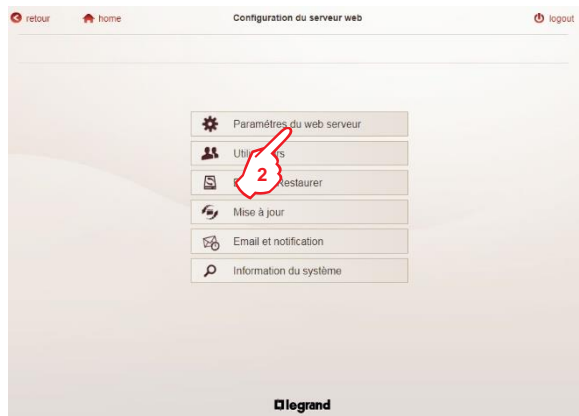 retour
home
Configuration du serveur web
logout
Paramétres du web serveur
2
Restaurer
Mise à jour
Email et notification
Information du système
legrand